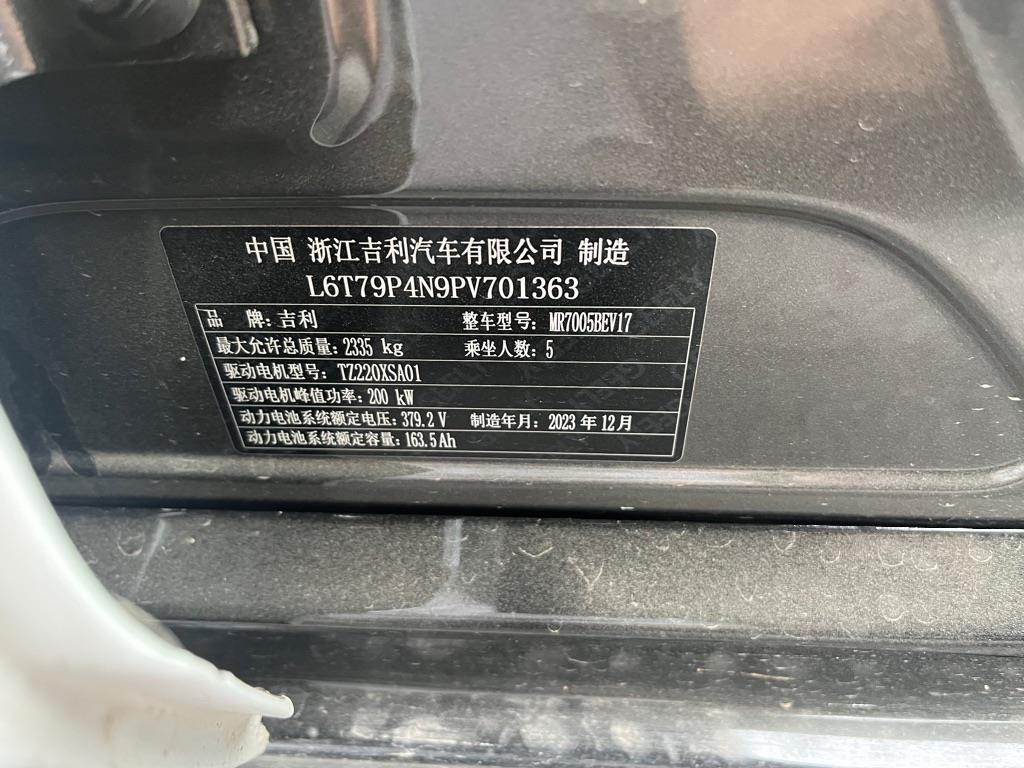 中国 浙江吉利汽车有限公司 制造
L6T79P4N9PV701363
品 牌:吉利 整车型号:MR7005BEV17
最大允许总质量:2335 kg 乘坐人数:5
驱动电机型号:TZ220XSA01
驱动电机峰值功率:200 kW
动力电池系统额定电压:379.2 V 制造年月:2023 年 12 月
动力电池系统额定容量:163.5Ah